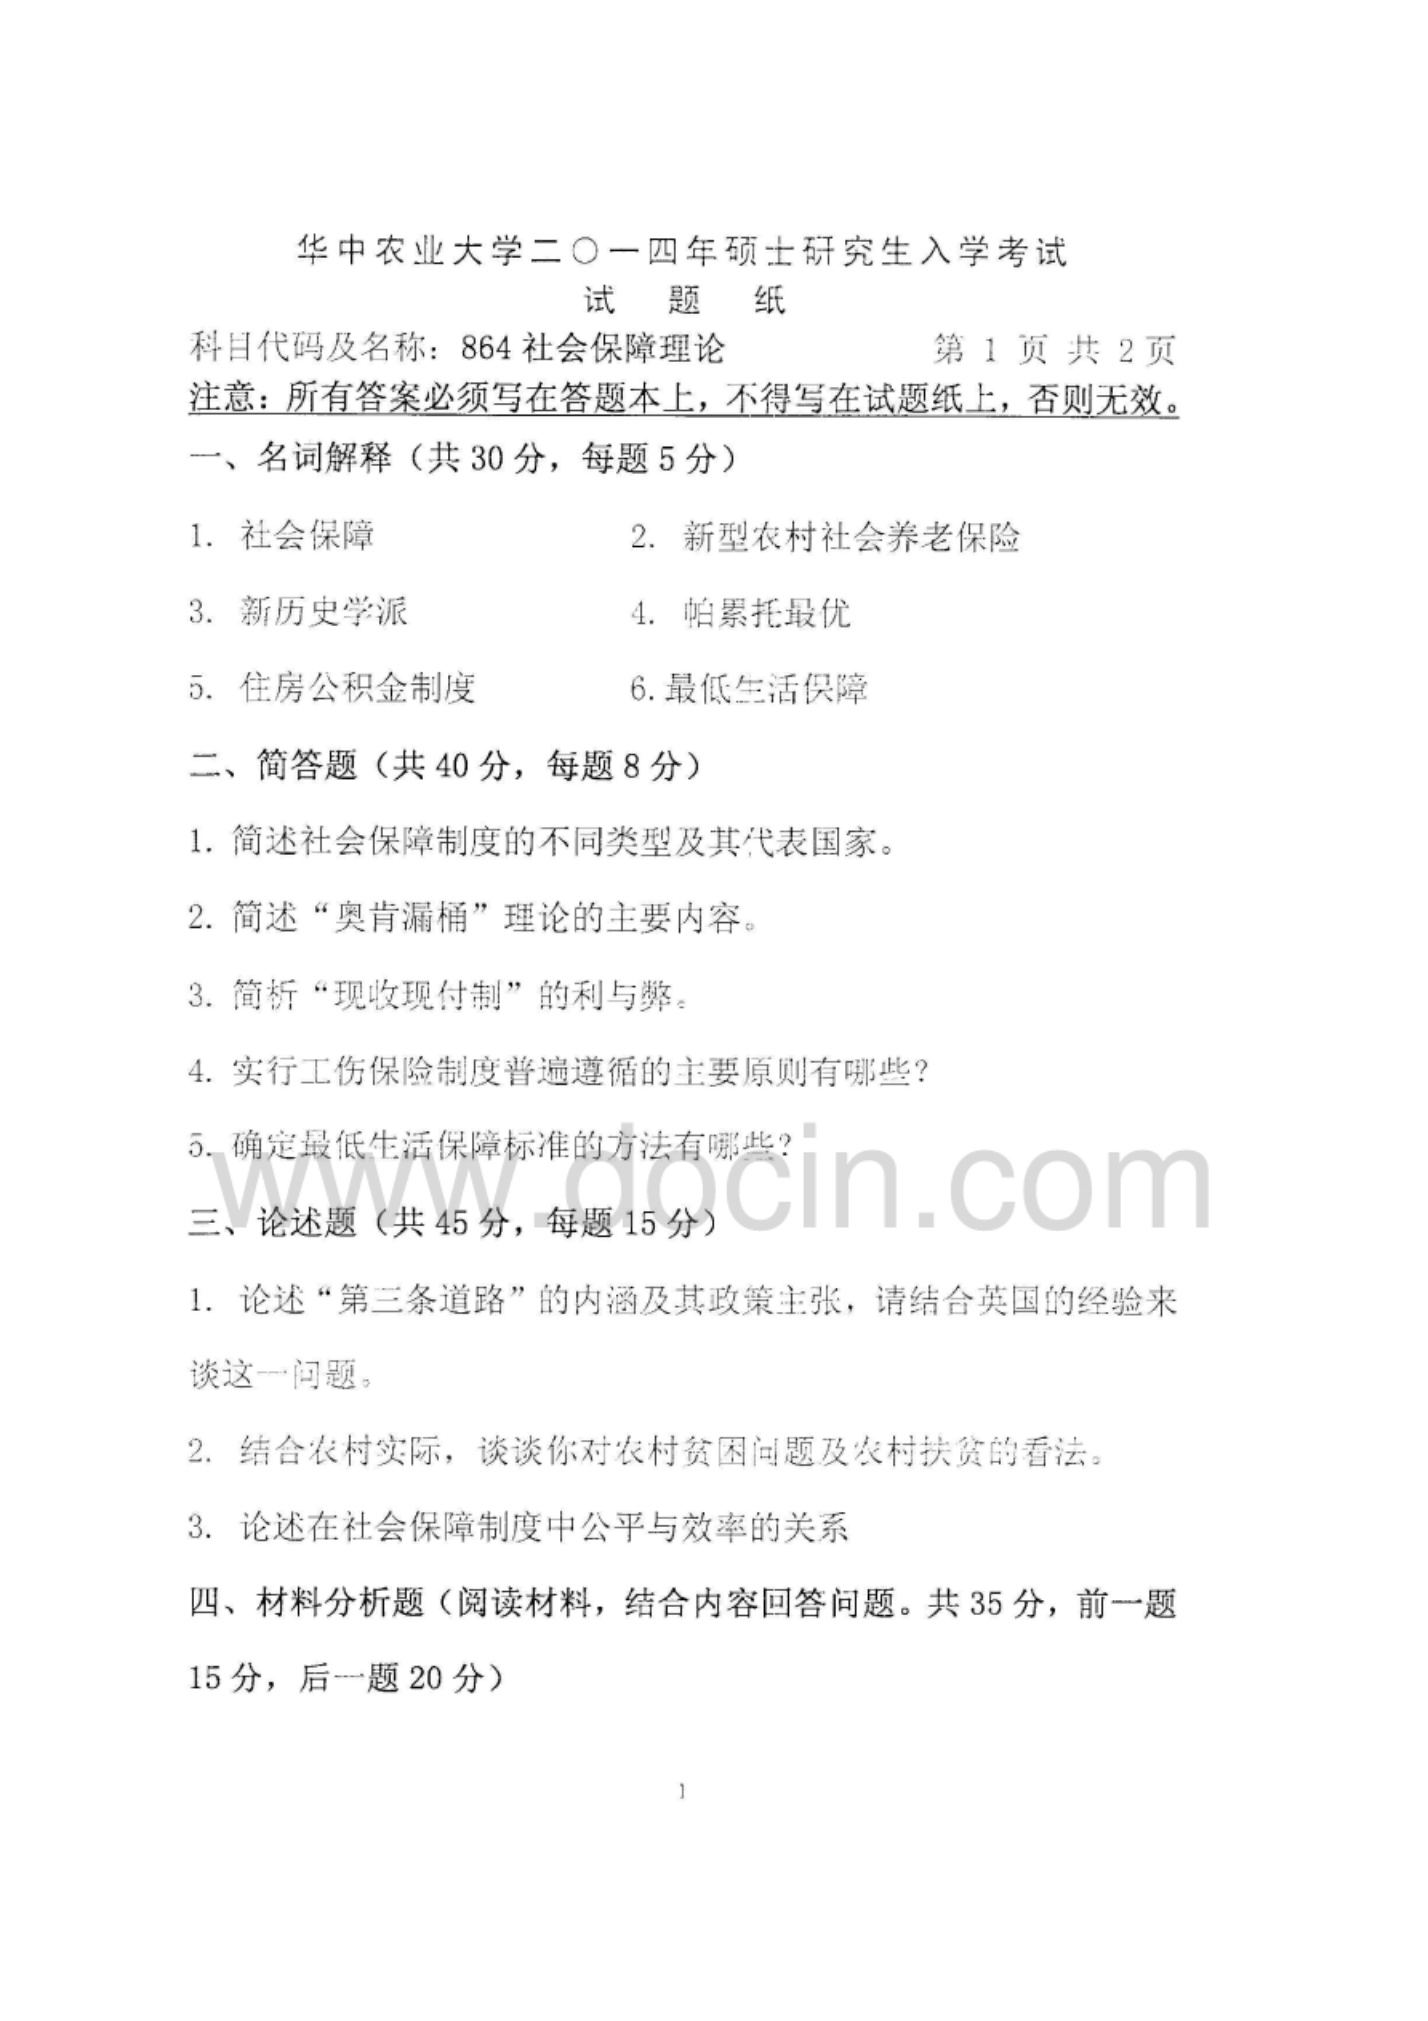 华中农业大学二〇一四年硕士研究生入学考试
试 题 纸
科目代码及名称：864 社会保障理论 第 1 页 共 2 页
注意：所有答案必须写在答题本上，不得写在试题纸上，否则无效。
一、名词解释（共 30 分，每题 5 分）
1. 社会保障 2. 新型农村社会养老保险
3. 新历史学派 4. 帕累托最优
5. 住房公积金制度 6.最低生活保障
二、简答题（共 40 分，每题 8 分）
1. 简述社会保障制度的不同类型及其代表国家。
2. 简述“奥肯漏桶”理论的主要内容。
3. 简析“现收现付制”的利与弊。
4. 实行工伤保险制度普遍遵循的主要原则有哪些？
5. 确定最低生活保障标准的方法有哪些？
www.docin.com
三、论述题（共 45 分，每题 15 分）
1. 论述“第三条道路”的内涵及其政策主张，请结合英国的经验来
谈这一问题。
2. 结合农村实际，谈谈你对农村贫困问题及农村扶贫的看法。
3. 论述在社会保障制度中公平与效率的关系
四、材料分析题（阅读材料，结合内容回答问题。共 35 分，前一题
15 分，后一题 20 分）
1